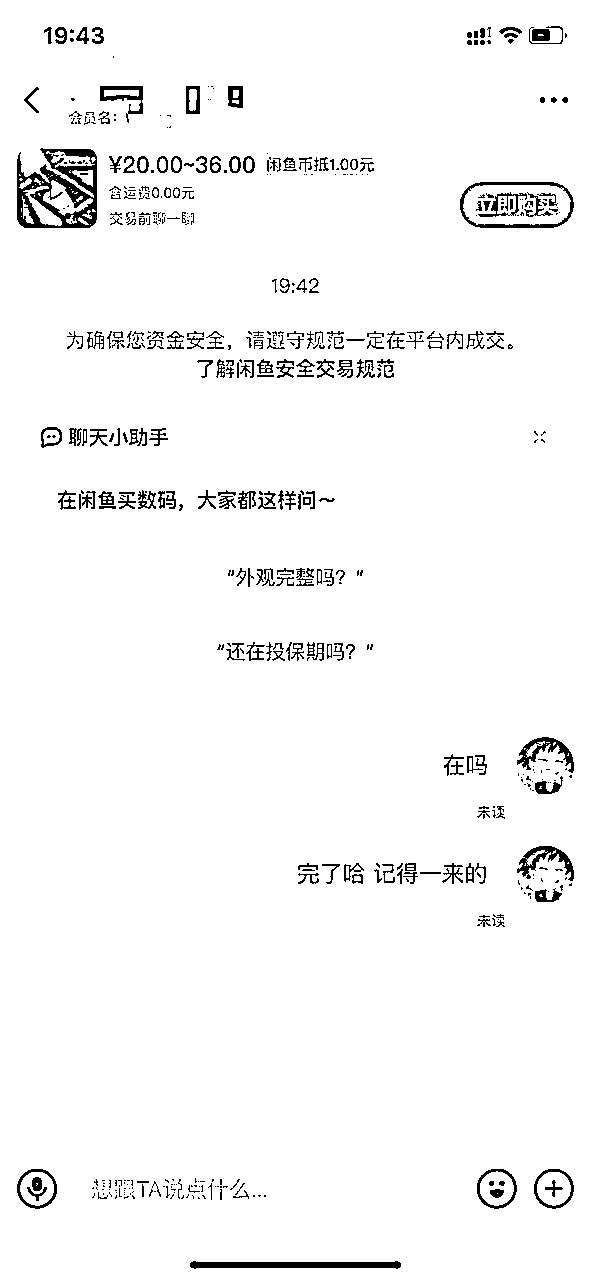 19:43
会员名：
¥20.00~36.00 闲鱼币抵1.00元
含运费0.00元
交易前聊一聊
立即购买
19:42
为确保您资金安全，请遵守规范一定在平台内成交。
了解闲鱼安全交易规范
聊天小助手
在闲鱼买数码，大家都这样问～
“外观完整吗？”
“还在投保期吗？”
在吗
未读
完了哈 记得一来的
未读
想跟TA说点什么...